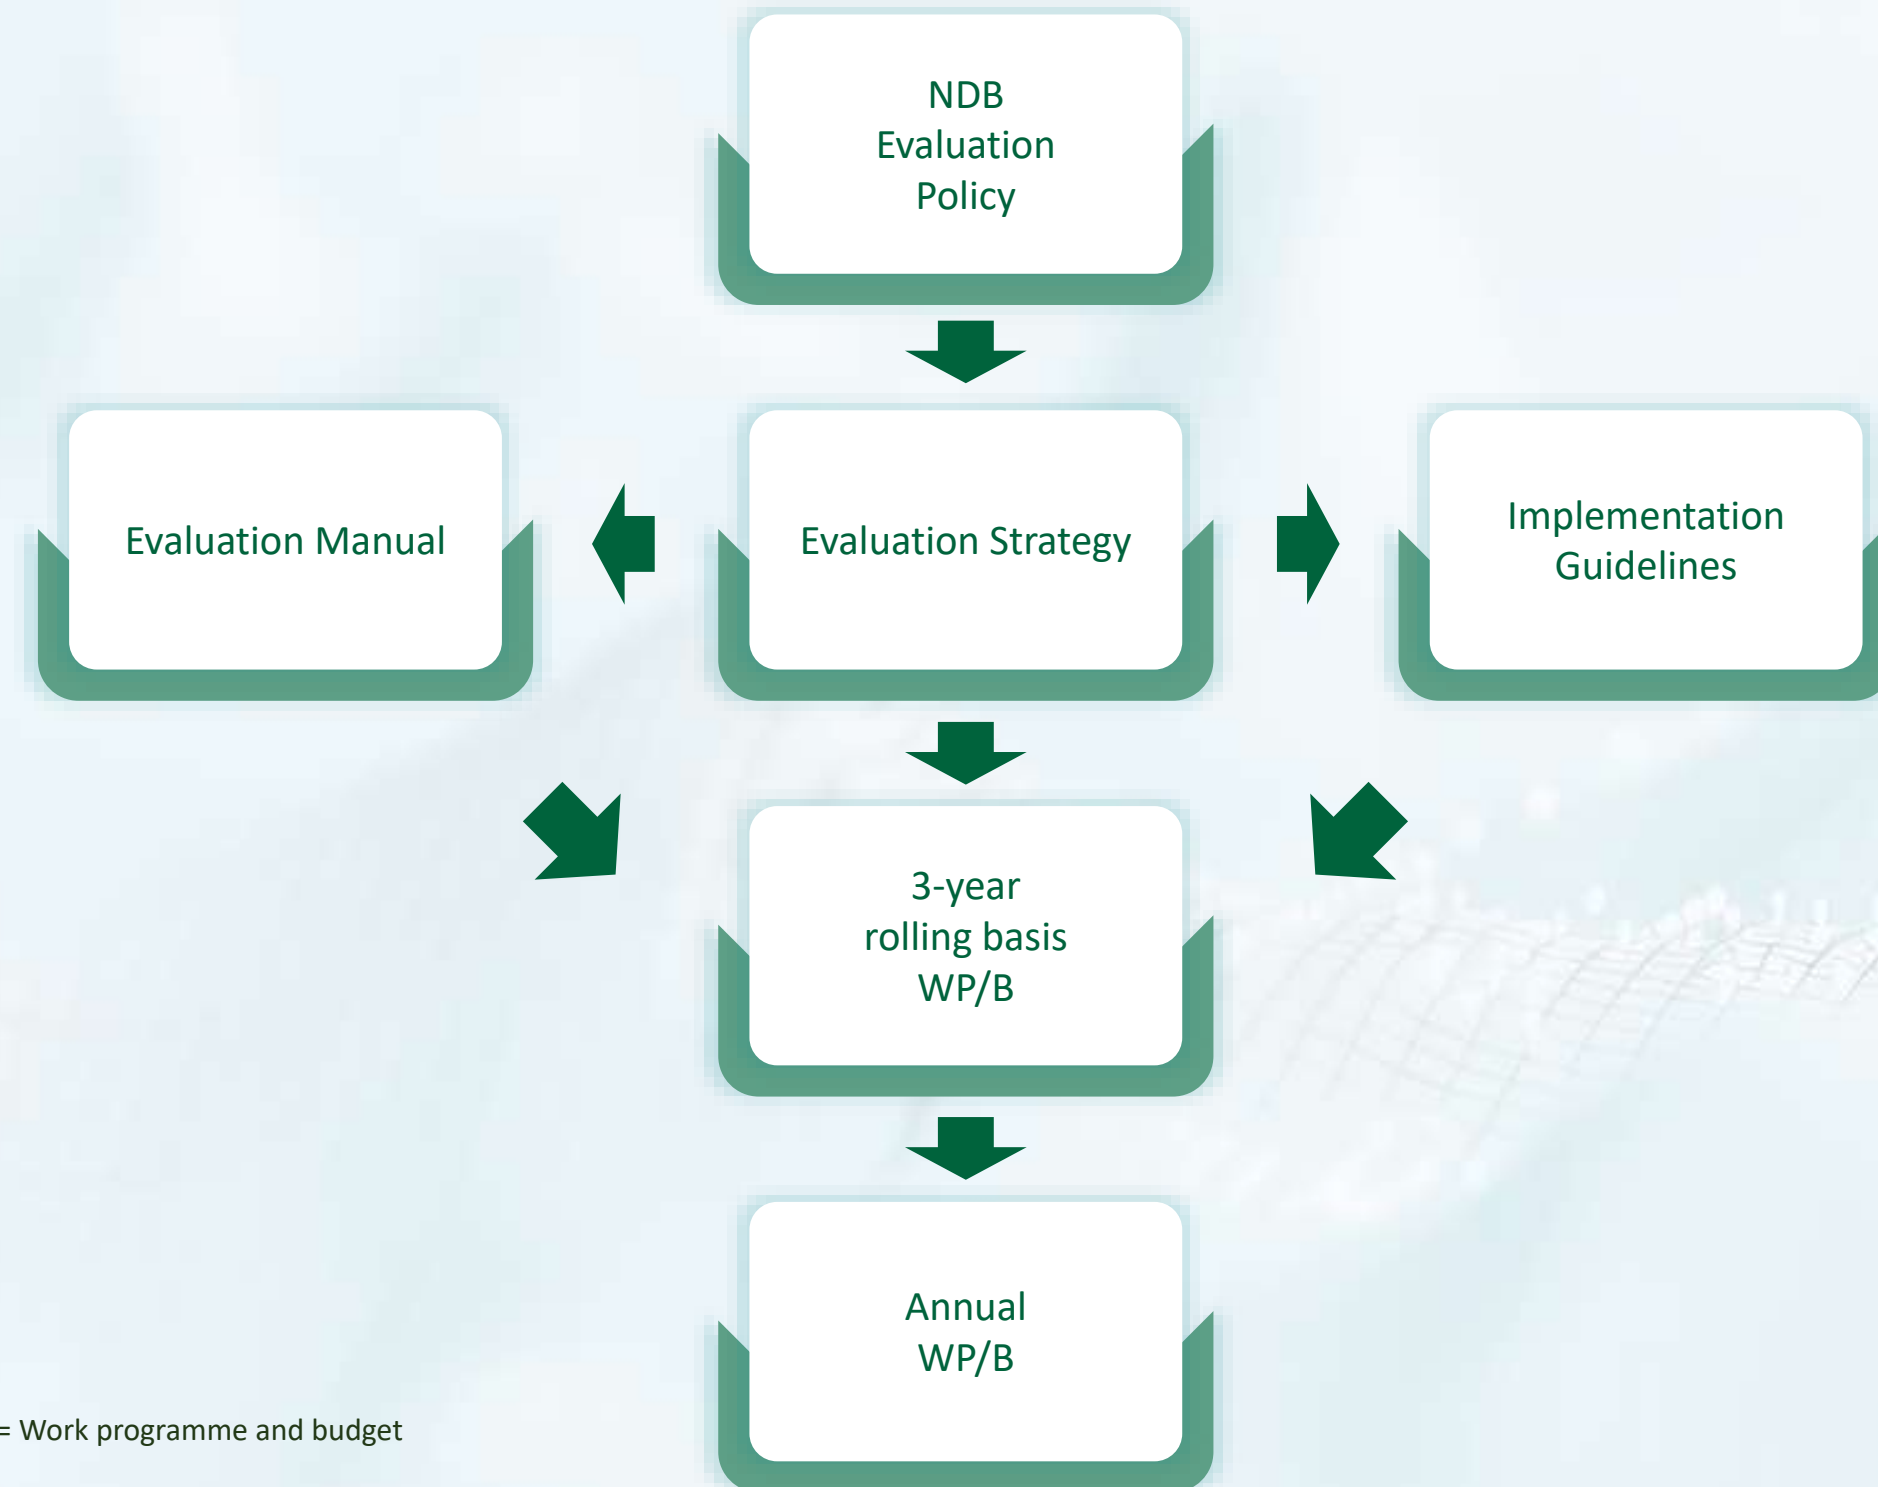 NDB
Evaluation
Policy
Evaluation Manual
Evaluation Strategy
Implementation
Guidelines
3-year
rolling basis
WP/B
Annual
WP/B
= Work programme and budget